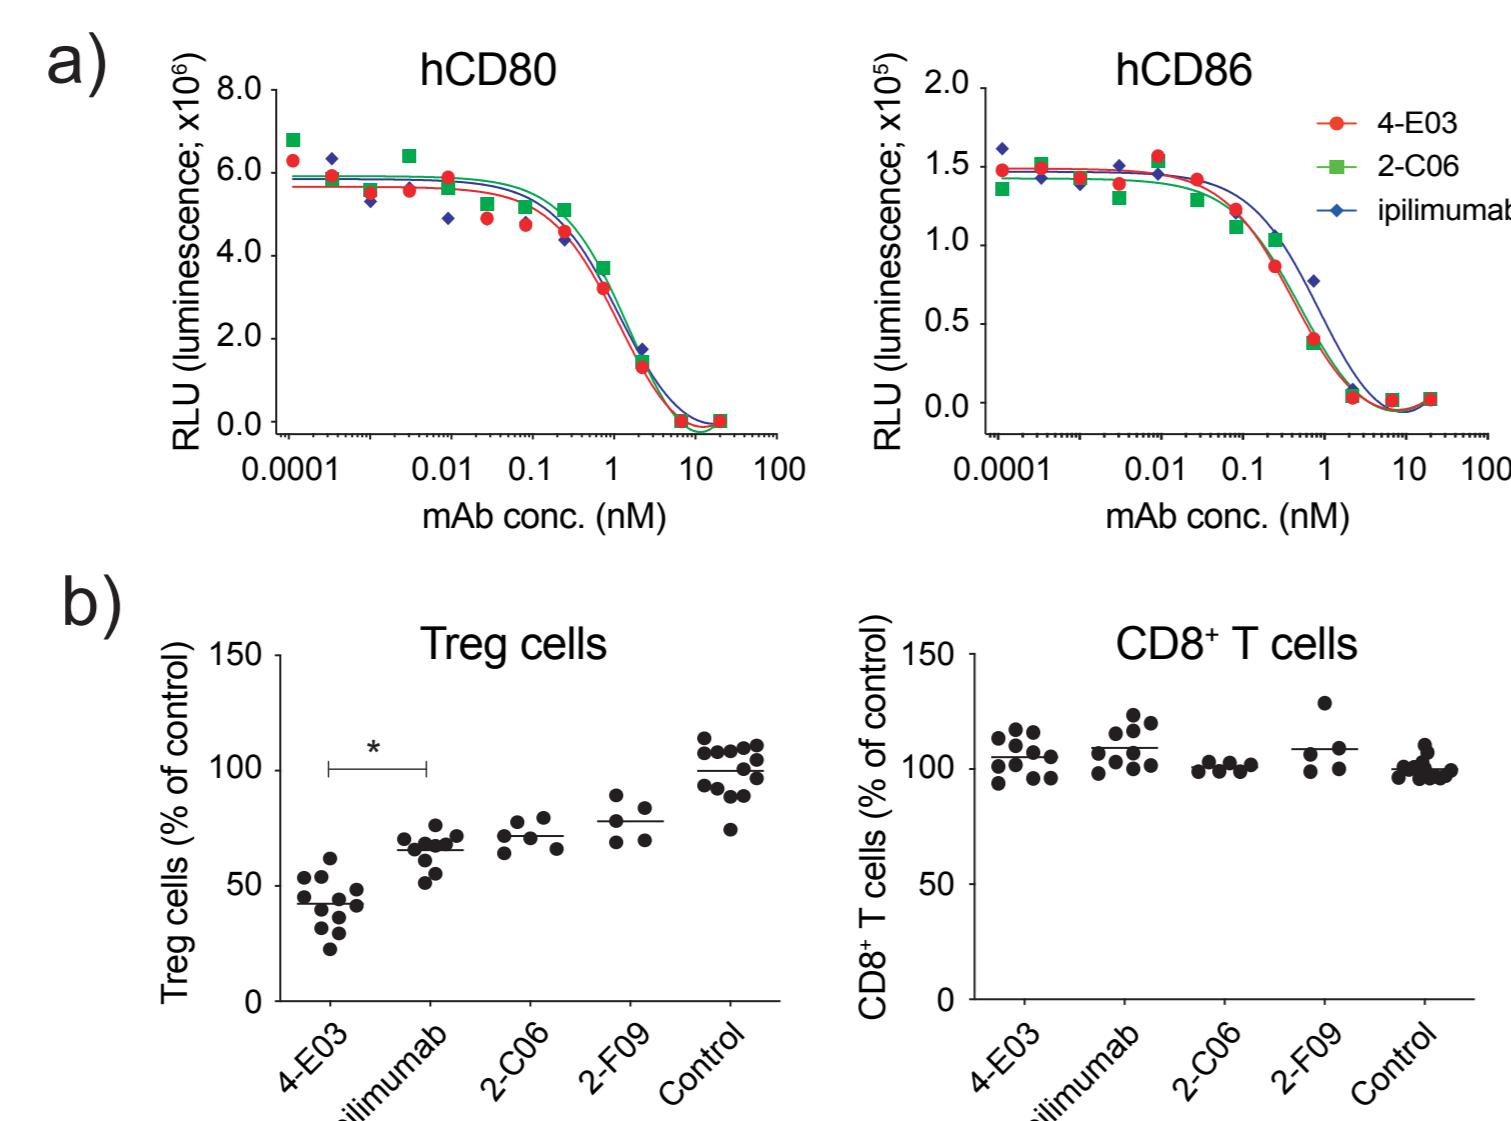 a)
hCD80
RLU (luminescence; x10⁶)
8.0
6.0
4.0
2.0
0.0
0.0001 0.01 0.1 1 10 100
mAb conc. (nM)
hCD86
RLU (luminescence; x10⁵)
2.0
1.5
1.0
0.5
0.0
0.0001 0.01 0.1 1 10 100
mAb conc. (nM)
4-E03
2-C06
ipilimumab
b)
Treg cells
Treg cells (% of control)
150
100
50
0
*
4-E03
pilimumab
2-C06
2-F09
Control
CD8⁺ T cells
CD8⁺ T cells (% of control)
150
100
50
0
4-E03
pilimumab
2-C06
2-F09
Control